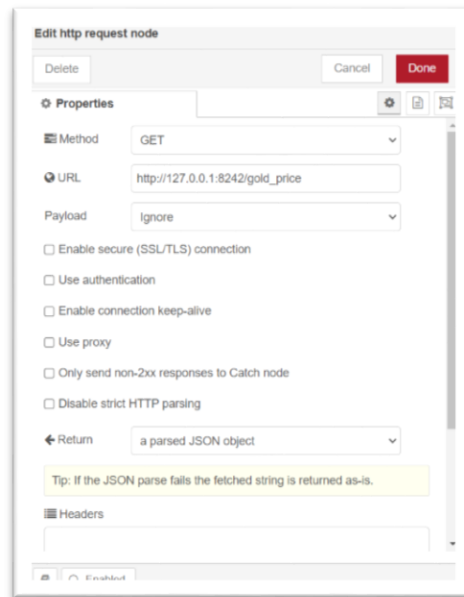 Edit http request node
Delete Cancel Done
Properties
Method GET
URL http://127.0.0.1:8242/gold_price
Payload Ignore
Enable secure (SSL/TLS) connection
Use authentication
Enable connection keep-alive
Use proxy
Only send non-2xx responses to Catch node
Disable strict HTTP parsing
Return a parsed JSON object
Tip: If the JSON parse fails the fetched string is returned as-is.
Headers
Enabled